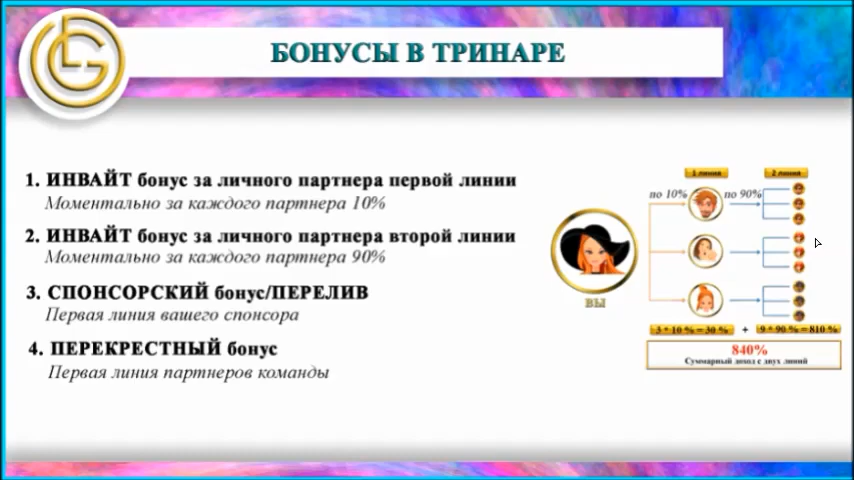 БОНУСЫ В ТРИНАРЕ
1. ИНВАЙТ бонус за личного партнера первой линии
Моментально за каждого партнера 10%
2. ИНВАЙТ бонус за личного партнера второй линии
Моментально за каждого партнера 90%
3. СПОНСОРСКИЙ бонус/ПЕРЕЛИВ
Первая линия вашего спонсора
4. ПЕРЕКРЕСТНЫЙ бонус
Первая линия партнеров команды
1 линия
2 линия
по 10%
по 90%
ВЫ
3 * 10 % = 30 % + 9 * 90 % = 810 %
840%
Суммарный доход с двух линий